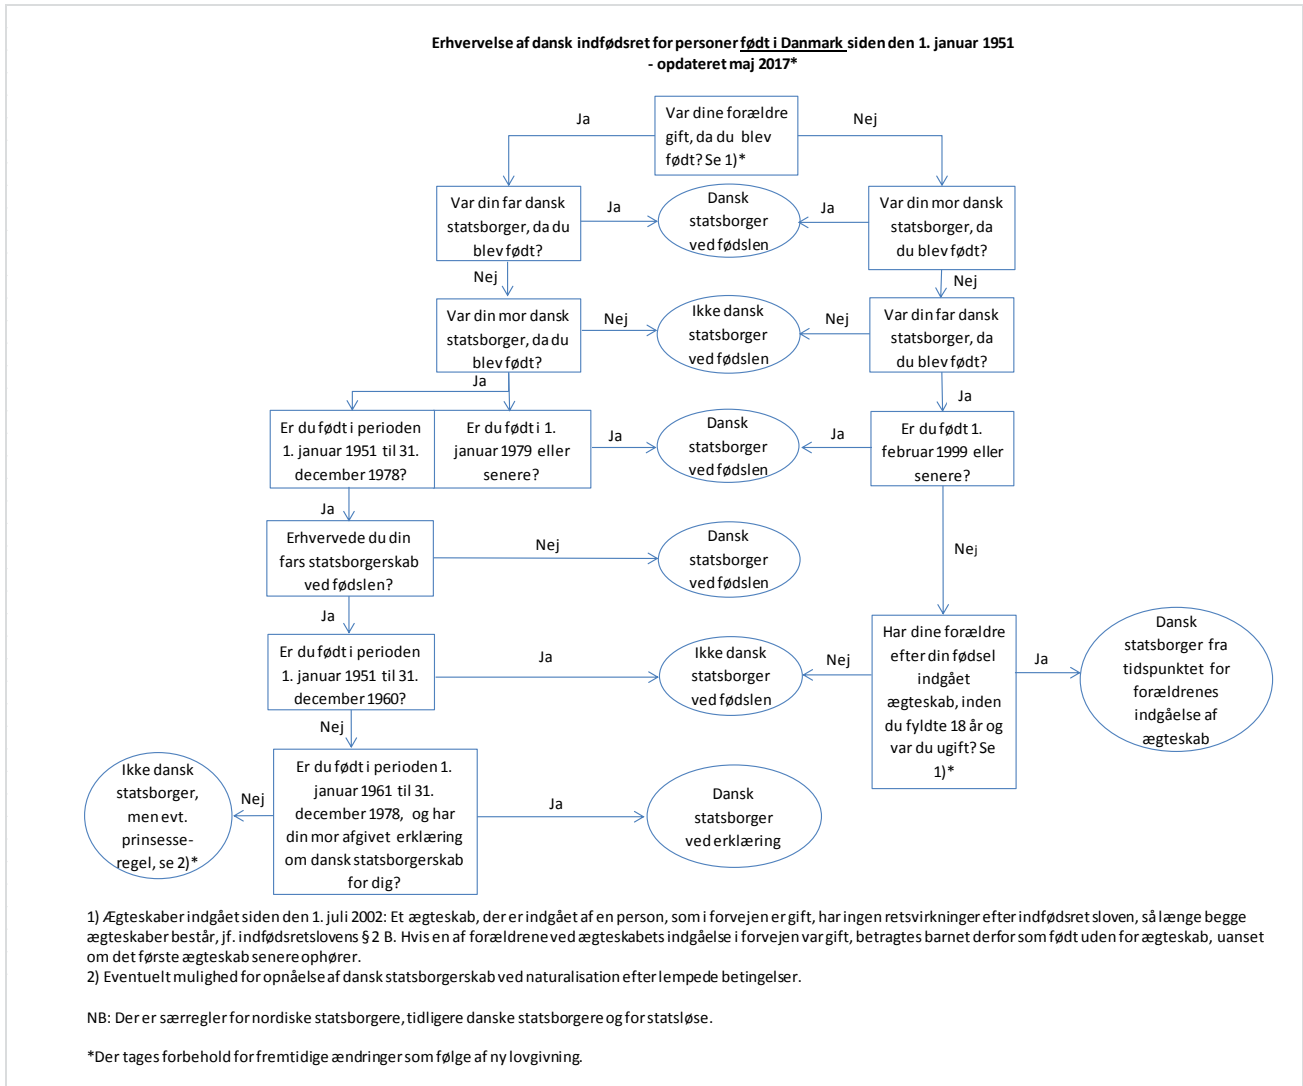 Erhvervelse af dansk indfødsret for personer født i Danmark siden den 1. januar 1951
- opdateret maj 2017*
Var dine forældre
gift, da du blev
født? Se 1)*
Ja
Nej
Var din far dansk
statsborger, da du
blev født?
Ja
Dansk
statsborger
ved fødslen
Ja
Var din mor dansk
statsborger, da
du blev født?
Nej
Nej
Var din mor dansk
statsborger, da du
blev født?
Nej
Ikke dansk
statsborger
ved fødslen
Nej
Var din far dansk
statsborger, da
du blev født?
Ja
Ja
Er du født i perioden
1. januar 1951 til 31.
december 1978?
Er du født i 1.
januar 1979 eller
senere?
Ja
Dansk
statsborger
ved fødslen
Ja
Er du født 1.
februar 1999 eller
senere?
Ja
Nej
Erhvervede du din
fars statsborgerskab
ved fødslen?
Nej
Dansk
statsborger
ved fødslen
Ja
Er du født i perioden
1. januar 1951 til 31.
december 1960?
Ja
Ikke dansk
statsborger
ved fødslen
Nej
Har dine forældre
efter din fødsel
indgået
ægteskab, inden
du fyldte 18 år og
var du ugift? Se
1)*
Ja
Dansk
statsborger fra
tidspunktet for
forældrenes
indgåelse af
ægteskab
Nej
Ikke dansk
statsborger,
men evt.
prinsesse-
regel, se 2)*
Nej
Er du født i perioden 1.
januar 1961 til 31.
december 1978, og har
din mor afgivet erklæring
om dansk statsborgerskab
for dig?
Ja
Dansk
statsborger
ved erklæring
1) Ægteskaber indgået siden den 1. juli 2002: Et ægteskab, der er indgået af en person, som i forvejen er gift, har ingen retsvirkninger efter indfødsret sloven, så længe begge
ægteskaber består, jf. indfødsretslovens § 2 B. Hvis en af forældrene ved ægteskabets indgåelse i forvejen var gift, betragtes barnet derfor som født uden for ægteskab, uanset
om det første ægteskab senere ophører.
2) Eventuelt mulighed for opnåelse af dansk statsborgerskab ved naturalisation efter lempede betingelser.
NB: Der er særregler for nordiske statsborgere, tidligere danske statsborgere og for statsløse.
*Der tages forbehold for fremtidige ændringer som følge af ny lovgivning.